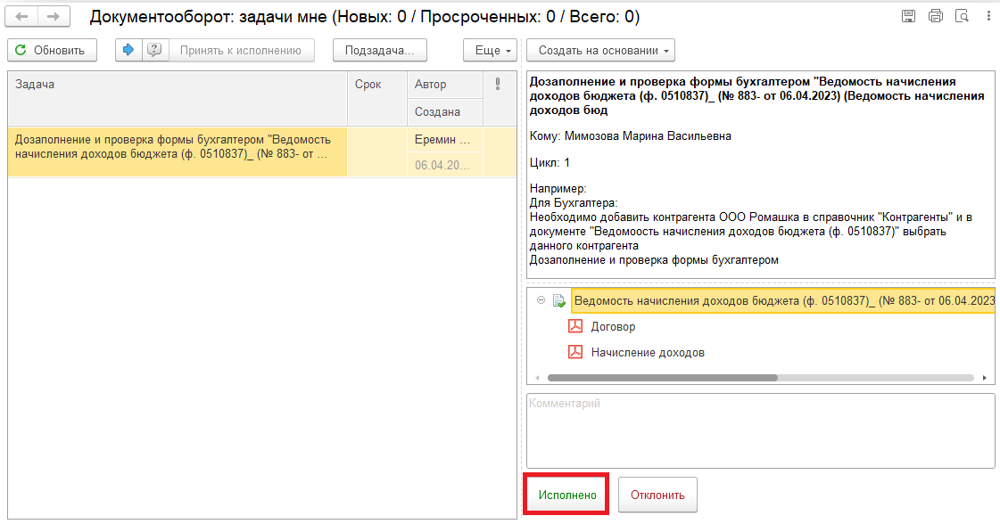 Документооборот: задачи мне (Новых: 0 / Просроченных: 0 / Всего: 0)
Обновить
?
Принять к исполнению
Подзадача...
Еще
Создать на основании
Задача
Срок
Автор
Создана
!
Дозаполнение и проверка формы бухгалтером "Ведомость
начисления доходов бюджета (ф. 0510837)_ (№ 883- от ...
Еремин ...
06.04.20...
Дозаполнение и проверка формы бухгалтером "Ведомость начисления
доходов бюджета (ф. 0510837)_ (№ 883- от 06.04.2023) (Ведомость начисления
доходов бюд
Кому: Мимозова Марина Васильевна
Цикл: 1
Например:
Для Бухгалтера:
Необходимо добавить контрагента ООО Ромашка в справочник "Контрагенты" и в
документе "Ведомоость начисления доходов бюджета (ф. 0510837)" выбрать
данного контрагента
Дозаполнение и проверка формы бухгалтером
Ведомость начисления доходов бюджета (ф. 0510837)_ (№ 883- от 06.04.2023
Договор
Начисление доходов
Комментарий
Исполнено
Отклонить